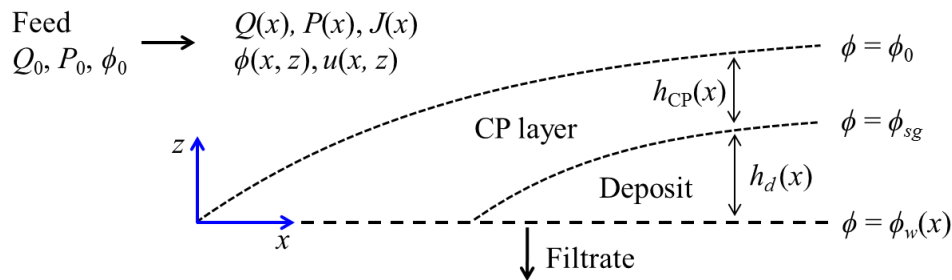 Feed
Q₀, P₀, ϕ₀
Q(x), P(x), J(x)
ϕ(x, z), u(x, z)
ϕ = ϕ₀
h_CP(x)
CP layer
ϕ = ϕ_sg
z
Deposit
h_d(x)
x
ϕ = ϕ_w(x)
Filtrate